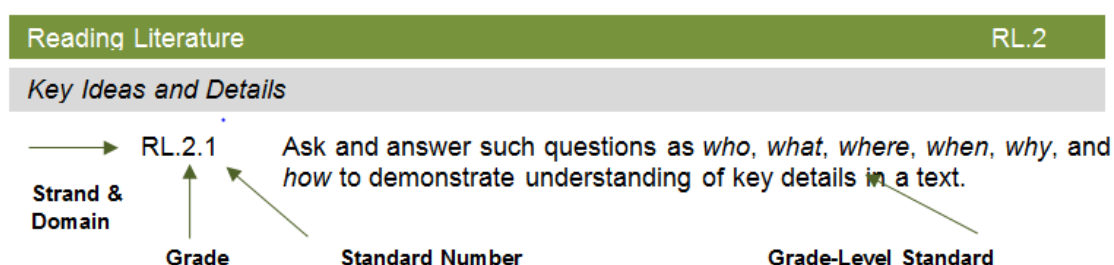 Reading Literature RL.2
Key Ideas and Details
RL.2.1 Ask and answer such questions as who, what, where, when, why, and
how to demonstrate understanding of key details in a text.
Strand &
Domain
Grade Standard Number Grade-Level Standard